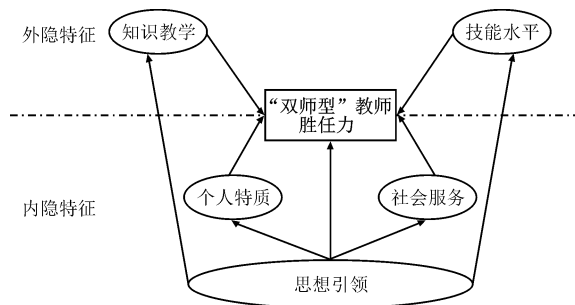 外隐特征
知识教学
技能水平
“双师型”教师
胜任力
内隐特征
个人特质
社会服务
思想引领